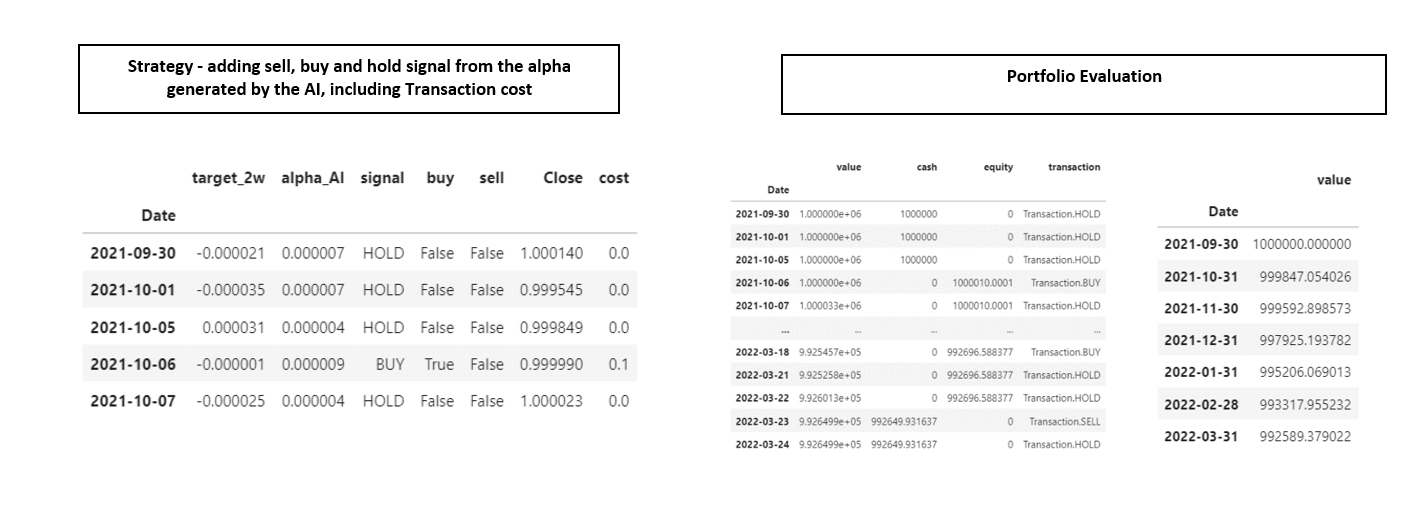 Strategy - adding sell, buy and hold signal from the alpha
generated by the AI, including Transaction cost
target_2w alpha_AI signal buy sell Close cost
Date
2021-09-30 -0.000021 0.000007 HOLD False False 1.000140 0.0
2021-10-01 -0.000035 0.000007 HOLD False False 0.999545 0.0
2021-10-05 0.000031 0.000004 HOLD False False 0.999849 0.0
2021-10-06 -0.000001 0.000009 BUY True False 0.999990 0.1
2021-10-07 -0.000025 0.000004 HOLD False False 1.000023 0.0
Portfolio Evaluation
value cash equity transaction
Date
2021-09-30 1.000000e+06 1000000 0 Transaction.HOLD
2021-10-01 1.000000e+06 1000000 0 Transaction.HOLD
2021-10-05 1.000000e+06 1000000 0 Transaction.HOLD
2021-10-06 1.000000e+06 0 1000010.0001 Transaction.BUY
2021-10-07 1.000033e+06 0 1000010.0001 Transaction.HOLD
... ... ... ... ...
2022-03-18 9.925457e+05 0 992696.588377 Transaction.BUY
2022-03-21 9.925258e+05 0 992696.588377 Transaction.HOLD
2022-03-22 9.926013e+05 0 992696.588377 Transaction.HOLD
2022-03-23 9.926499e+05 992649.931637 0 Transaction.SELL
2022-03-24 9.926499e+05 992649.931637 0 Transaction.HOLD
value
Date
2021-09-30 1000000.000000
2021-10-31 999847.054026
2021-11-30 999592.898573
2021-12-31 997925.193782
2022-01-31 995206.069013
2022-02-28 993317.955232
2022-03-31 992589.379022